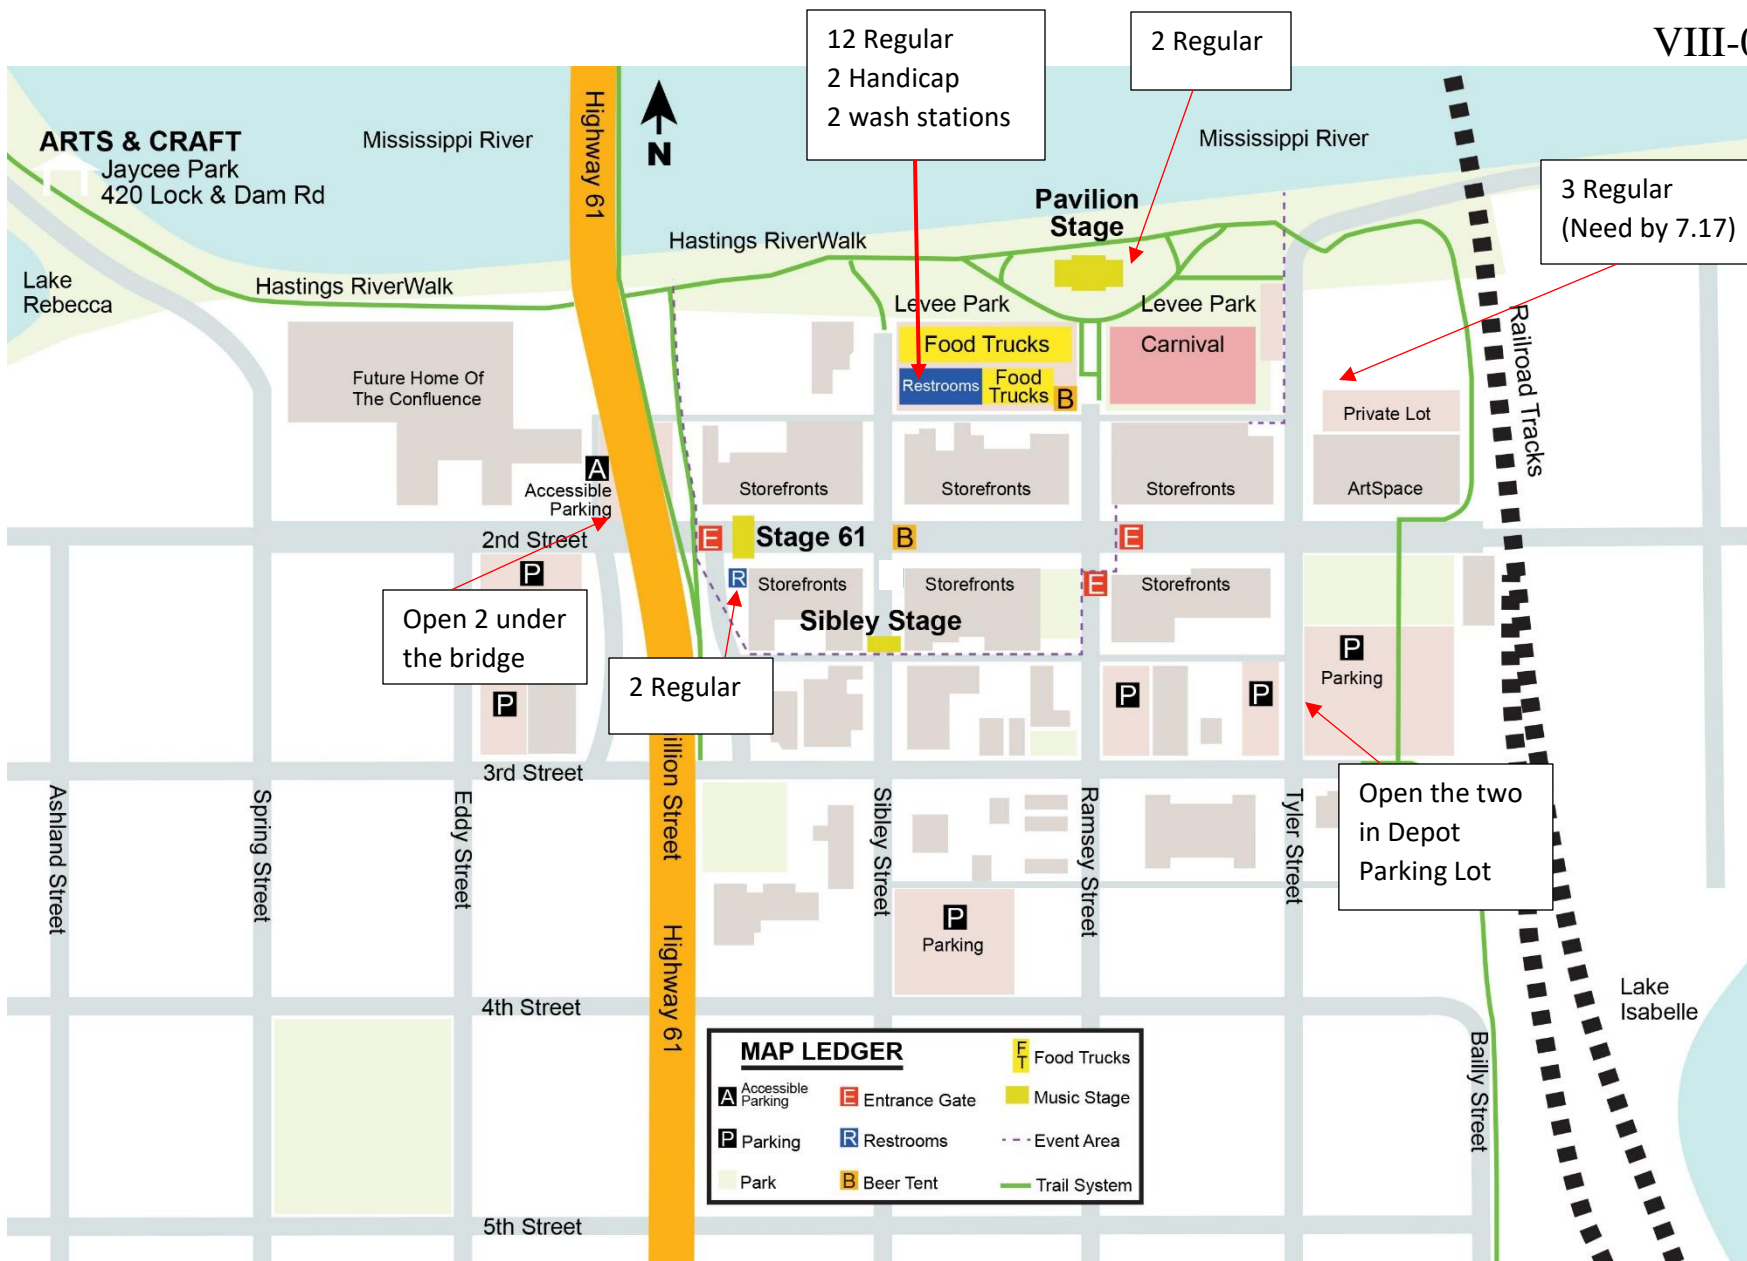 VIII-0
12 Regular
2 Handicap
2 wash stations
2 Regular
3 Regular
(Need by 7.17)
ARTS & CRAFT
Jaycee Park
420 Lock & Dam Rd
Mississippi River
Highway 61
N
Mississippi River
Pavilion
Stage
Hastings RiverWalk
Lake
Rebecca
Hastings RiverWalk
Levee Park
Levee Park
Food Trucks
Carnival
Restrooms
Food
Trucks
B
Future Home Of
The Confluence
Private Lot
Railroad Tracks
A
Accessible
Parking
Storefronts
Storefronts
Storefronts
ArtSpace
2nd Street
E
Stage 61
B
E
P
R
Storefronts
Storefronts
E
Storefronts
Open 2 under
the bridge
Sibley Stage
2 Regular
P
Parking
P
P
P
3rd Street
illion Street
Open the two
in Depot
Parking Lot
Ashland Street
Spring Street
Eddy Street
Sibley Street
Ramsey Street
Tyler Street
P
Parking
Highway 61
4th Street
Lake
Isabelle
Bailly Street
MAP LEDGER
A Accessible
Parking
P Parking
Park
E Entrance Gate
R Restrooms
B Beer Tent
FT Food Trucks
Music Stage
Event Area
Trail System
5th Street